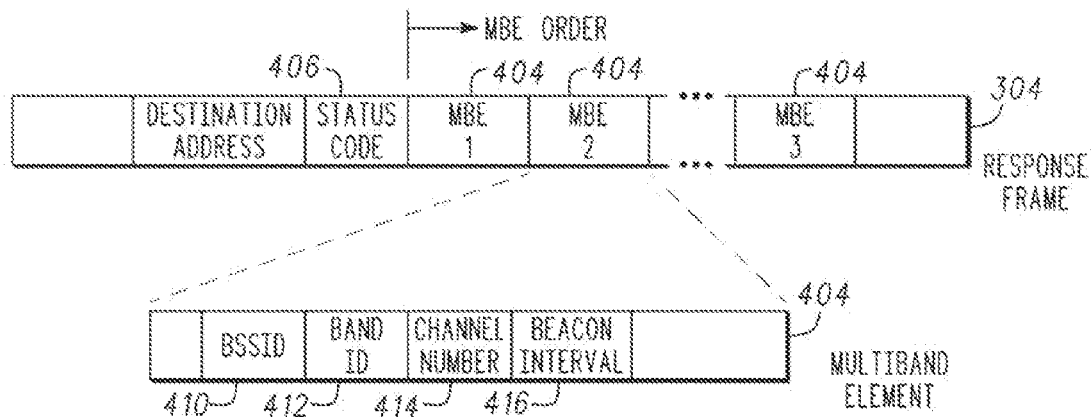 MBE ORDER
406 404 404 404 304
DESTINATION ADDRESS STATUS CODE MBE 1 MBE 2 ... MBE 3
...
RESPONSE FRAME
404
BSSID BAND ID CHANNEL NUMBER BEACON INTERVAL
MULTIBAND ELEMENT
410 412 414 416